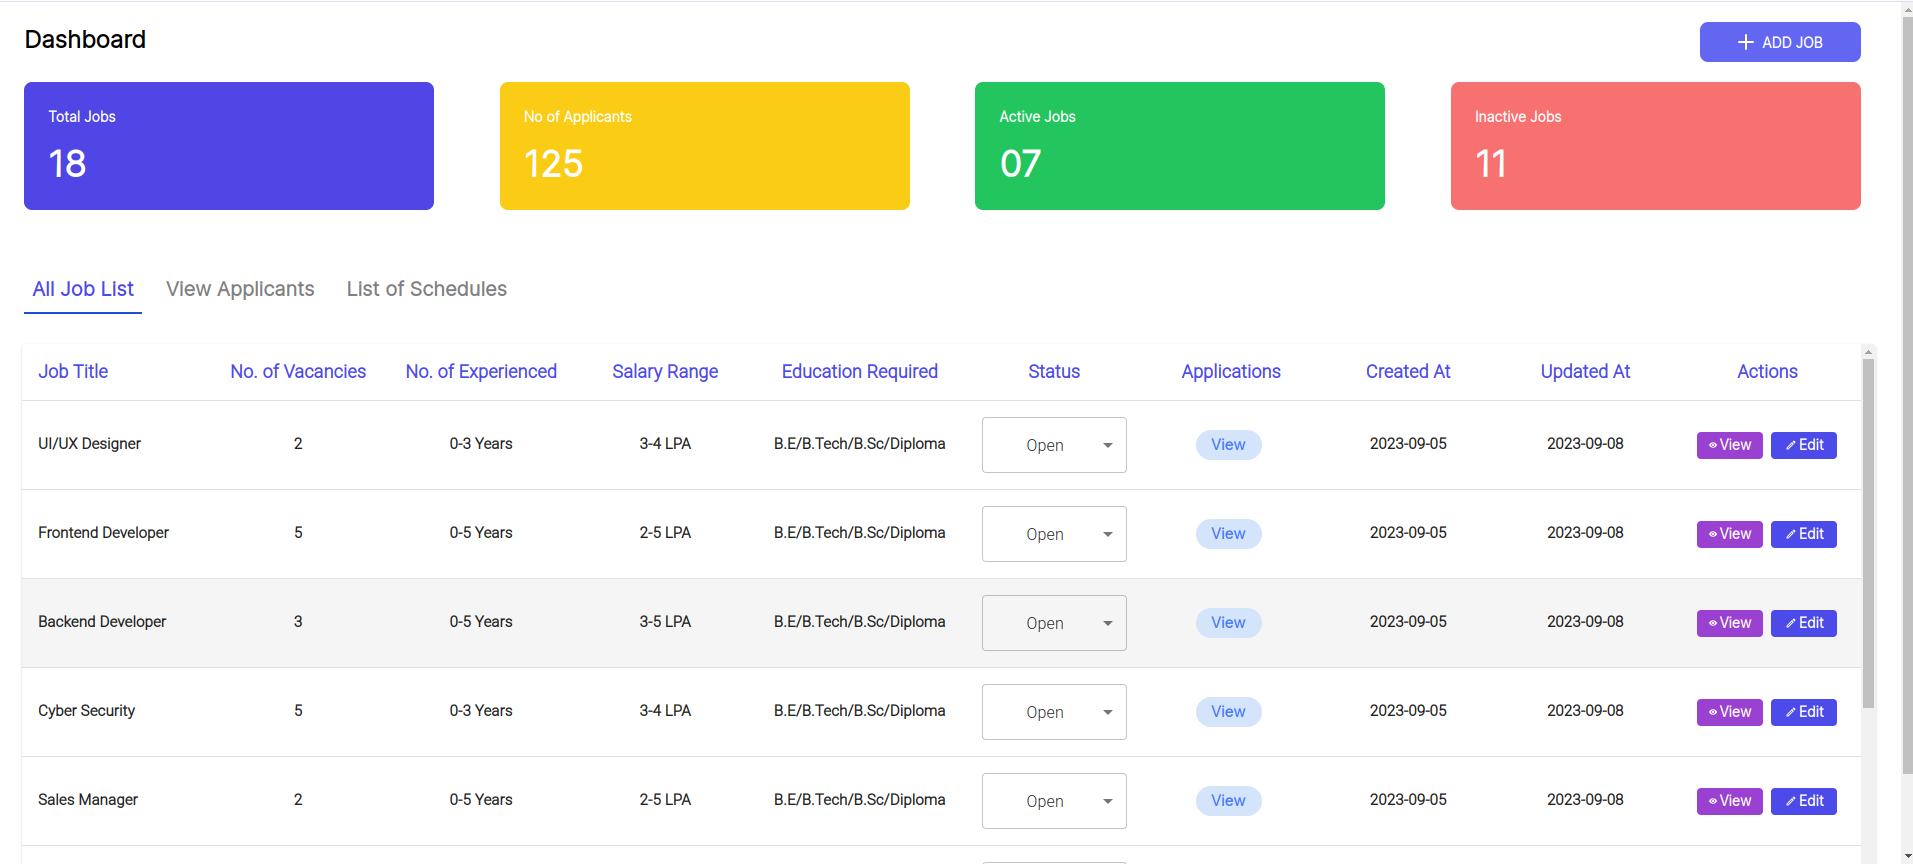 Dashboard
ADD JOB
Total Jobs
18
No of Applicants
125
Active Jobs
07
Inactive Jobs
11
All Job List View Applicants List of Schedules
Job Title No. of Vacancies No. of Experienced Salary Range Education Required Status Applications Created At Updated At Actions
UI/UX Designer 2 0-3 Years 3-4 LPA B.E/B.Tech/B.Sc/Diploma Open View 2023-09-05 2023-09-08 View Edit
Frontend Developer 5 0-5 Years 2-5 LPA B.E/B.Tech/B.Sc/Diploma Open View 2023-09-05 2023-09-08 View Edit
Backend Developer 3 0-5 Years 3-5 LPA B.E/B.Tech/B.Sc/Diploma Open View 2023-09-05 2023-09-08 View Edit
Cyber Security 5 0-3 Years 3-4 LPA B.E/B.Tech/B.Sc/Diploma Open View 2023-09-05 2023-09-08 View Edit
Sales Manager 2 0-5 Years 2-5 LPA B.E/B.Tech/B.Sc/Diploma Open View 2023-09-05 2023-09-08 View Edit